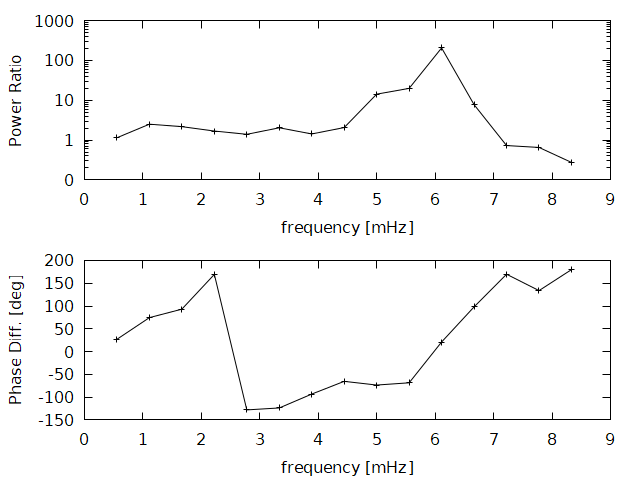 1000
100
10
1
0
Power Ratio
0 1 2 3 4 5 6 7 8 9
frequency [mHz]
200
150
100
50
0
-50
-100
-150
Phase Diff. [deg]
0 1 2 3 4 5 6 7 8 9
frequency [mHz]